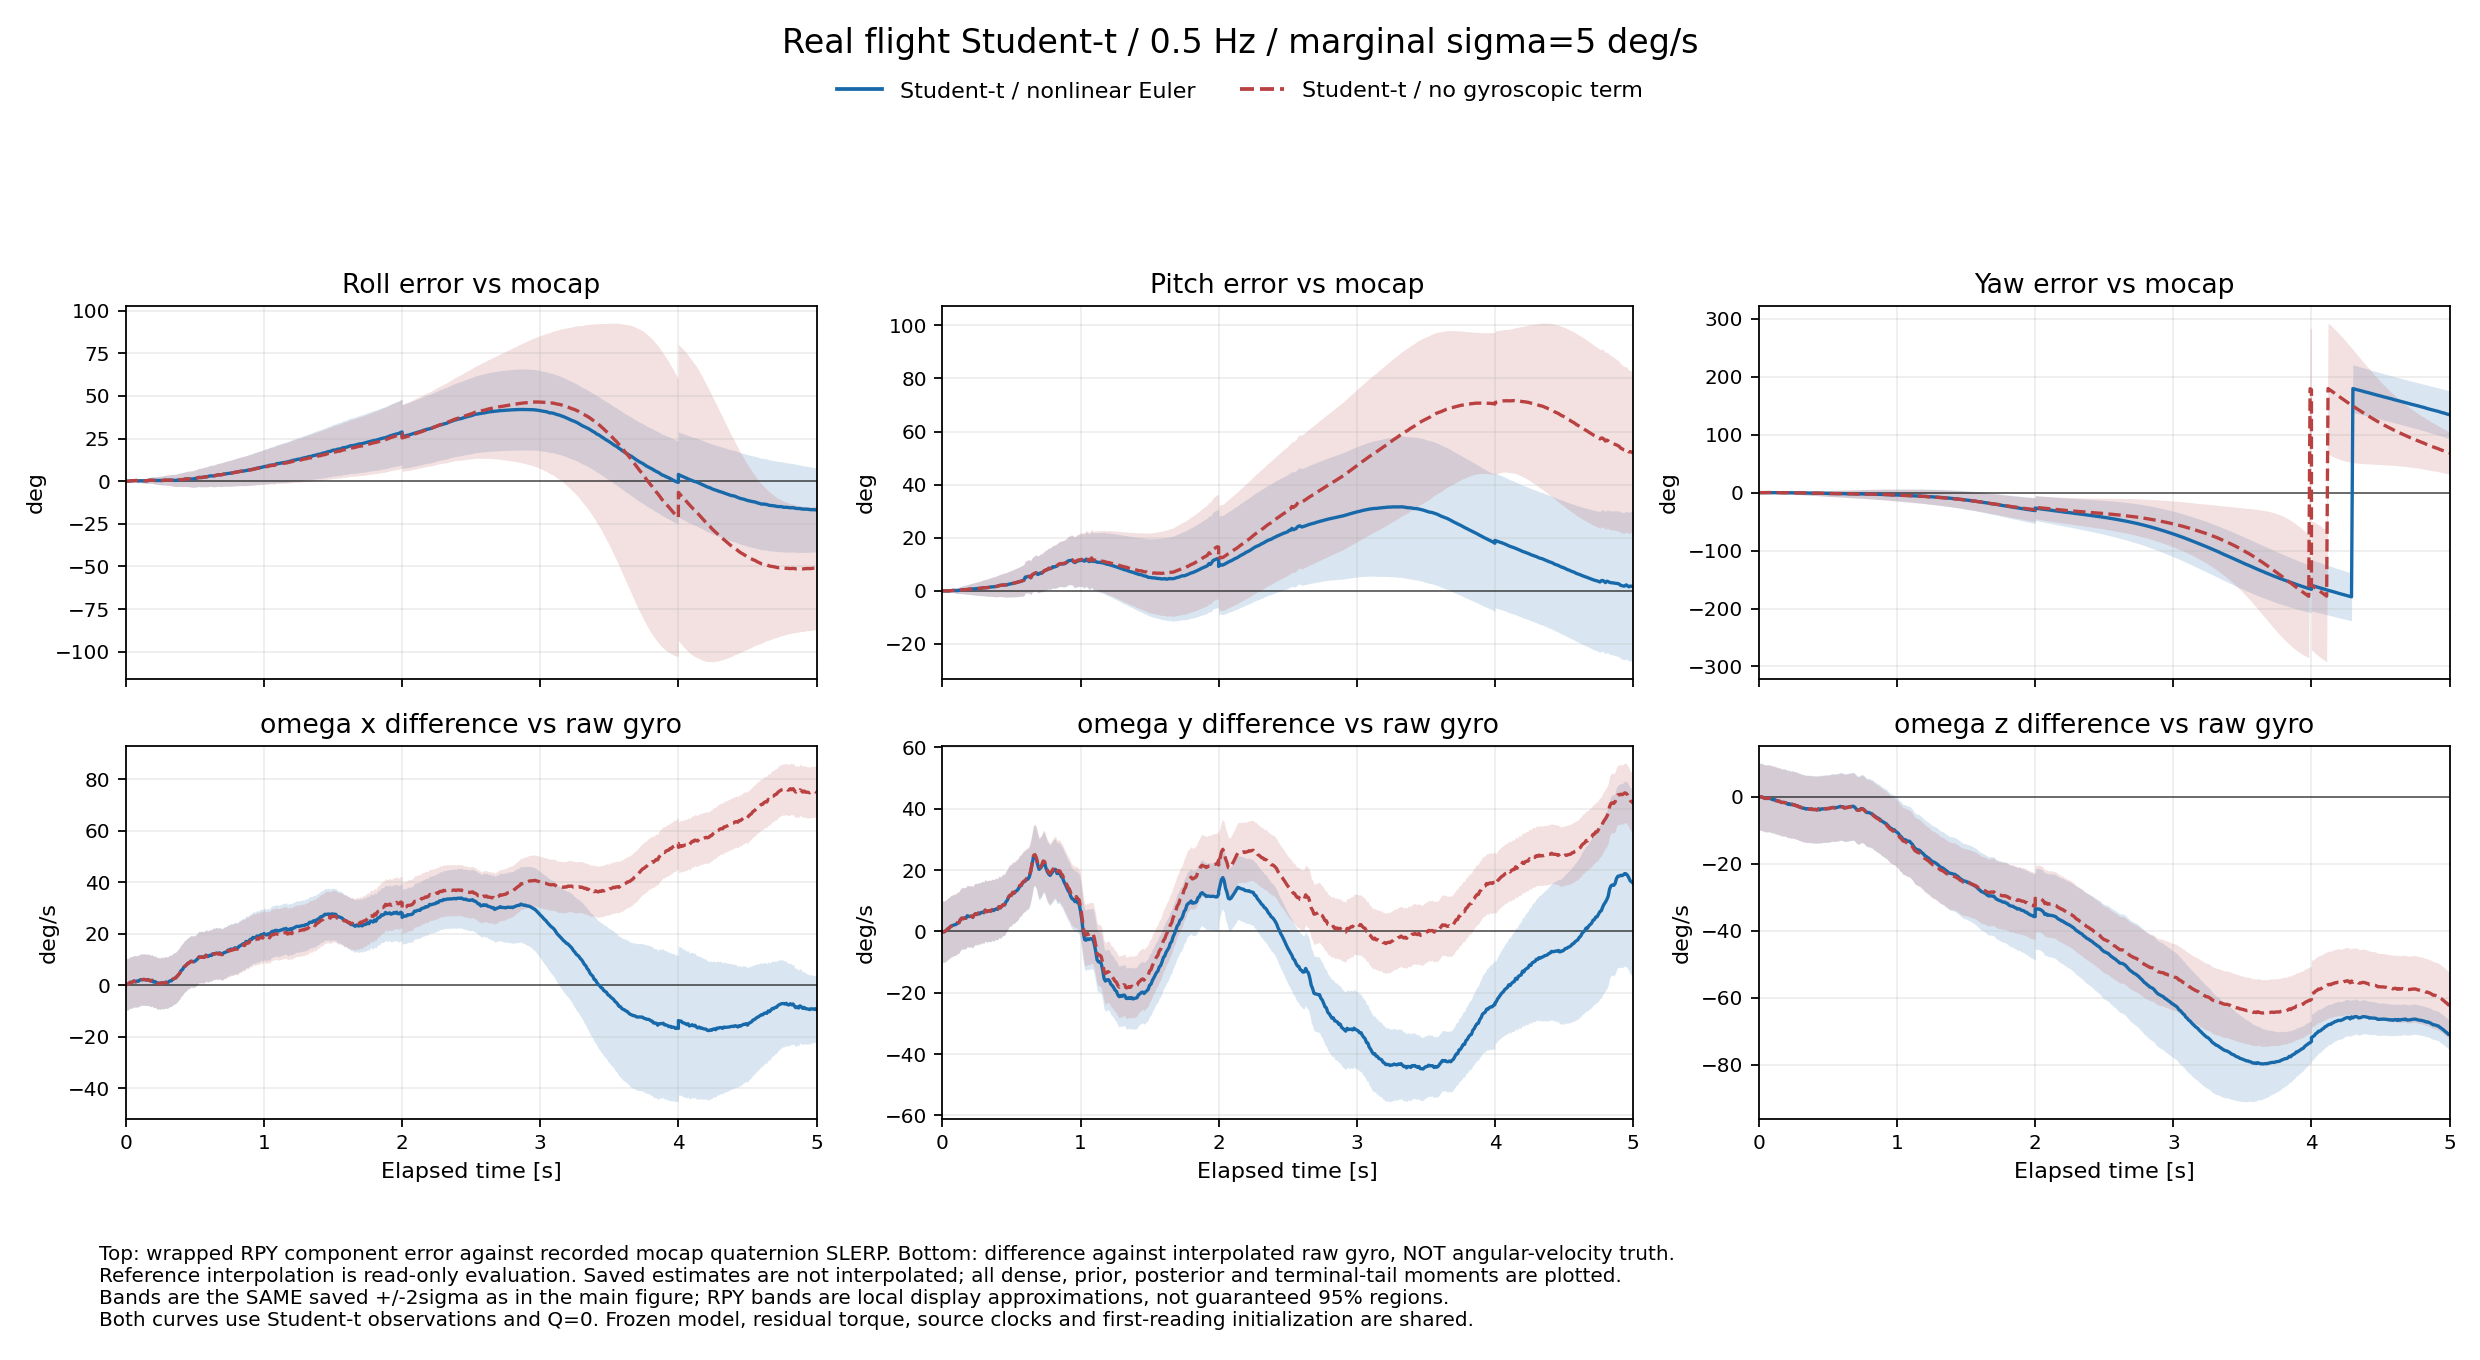 Real flight Student-t / 0.5 Hz / marginal sigma=5 deg/s
Student-t / nonlinear Euler
Student-t / no gyroscopic term
Roll error vs mocap
Pitch error vs mocap
Yaw error vs mocap
deg
100
75
50
25
0
−25
−50
−75
−100
deg
100
80
60
40
20
0
−20
deg
300
200
100
0
−100
−200
−300
omega x difference vs raw gyro
omega y difference vs raw gyro
omega z difference vs raw gyro
deg/s
80
60
40
20
0
−20
−40
0 1 2 3 4 5
Elapsed time [s]
deg/s
60
40
20
0
−20
−40
−60
0 1 2 3 4 5
Elapsed time [s]
deg/s
0
−20
−40
−60
−80
0 1 2 3 4 5
Elapsed time [s]
Top: wrapped RPY component error against recorded mocap quaternion SLERP. Bottom: difference against interpolated raw gyro, NOT angular-velocity truth.
Reference interpolation is read-only evaluation. Saved estimates are not interpolated; all dense, prior, posterior and terminal-tail moments are plotted.
Bands are the SAME saved +/-2sigma as in the main figure; RPY bands are local display approximations, not guaranteed 95% regions.
Both curves use Student-t observations and Q=0. Frozen model, residual torque, source clocks and first-reading initialization are shared.